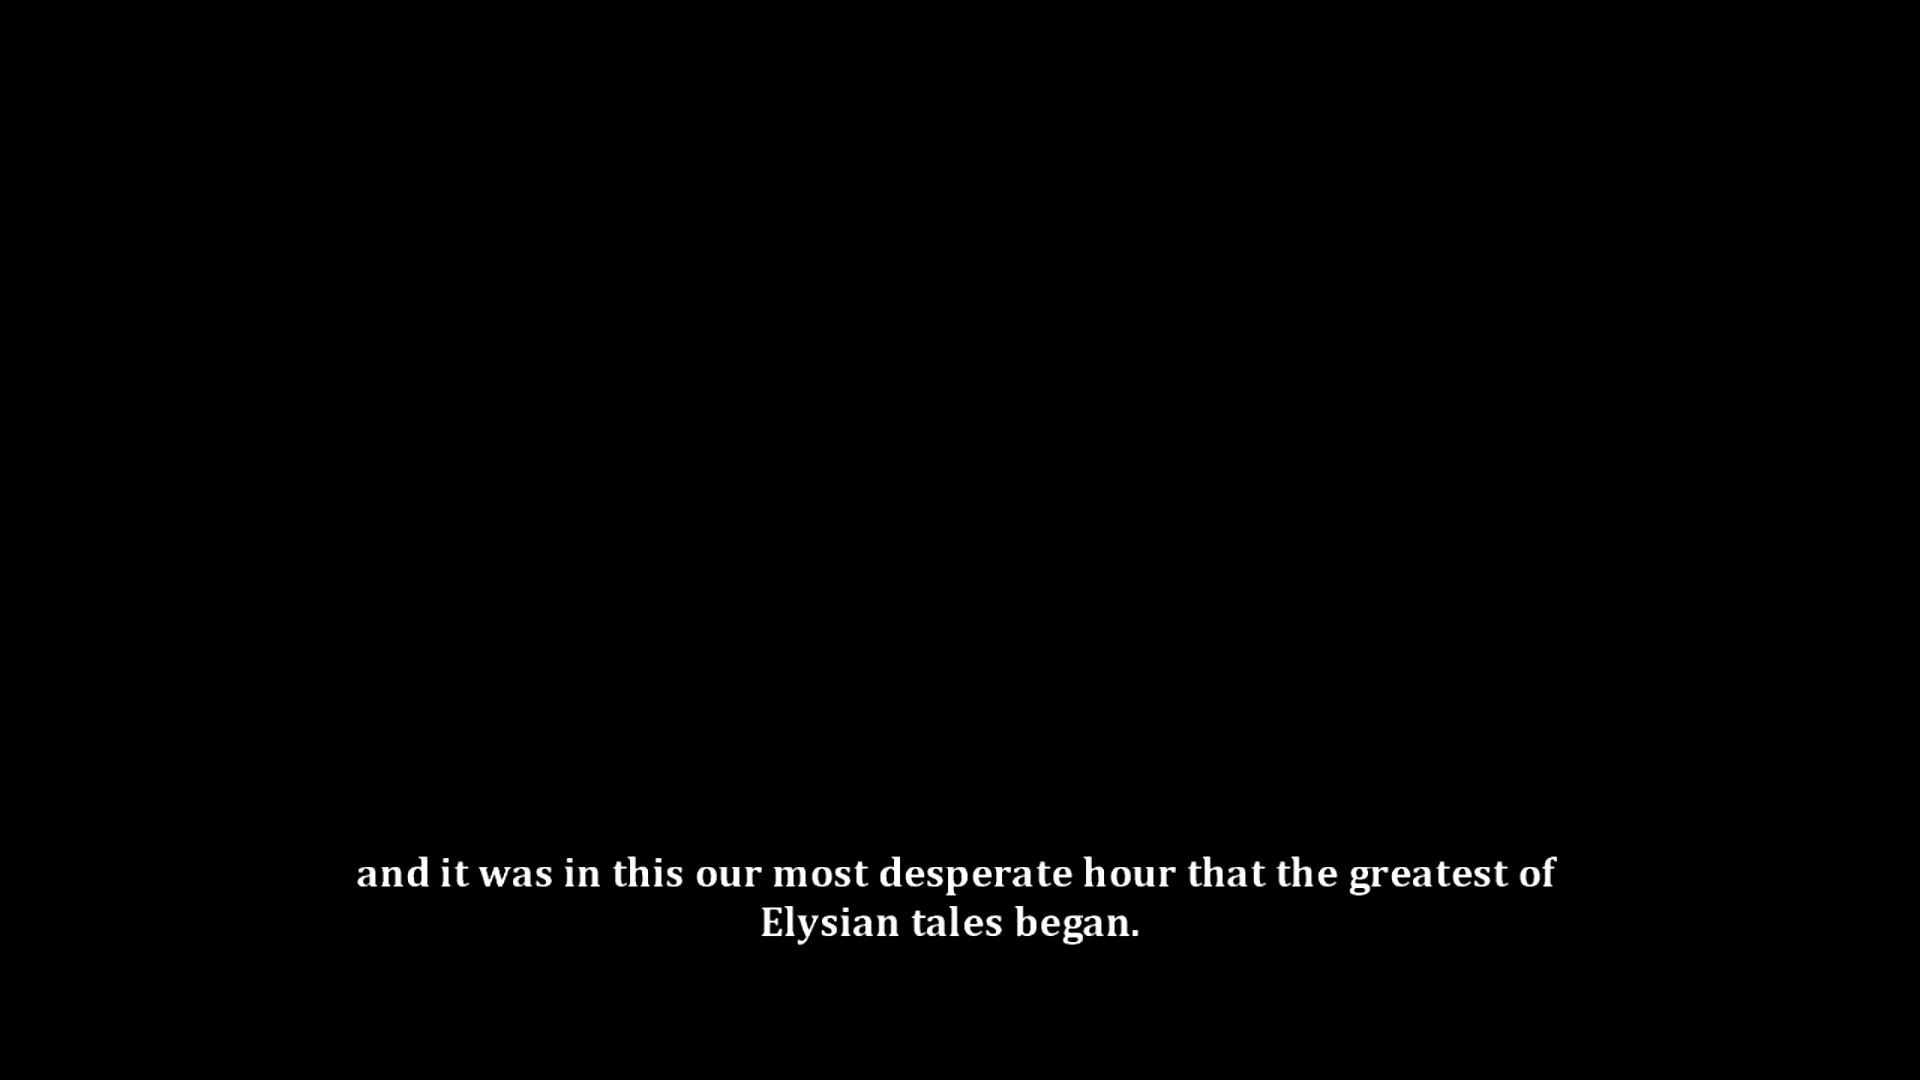 and it was in this our most desperate hour that the greatest of
Elysian tales began.